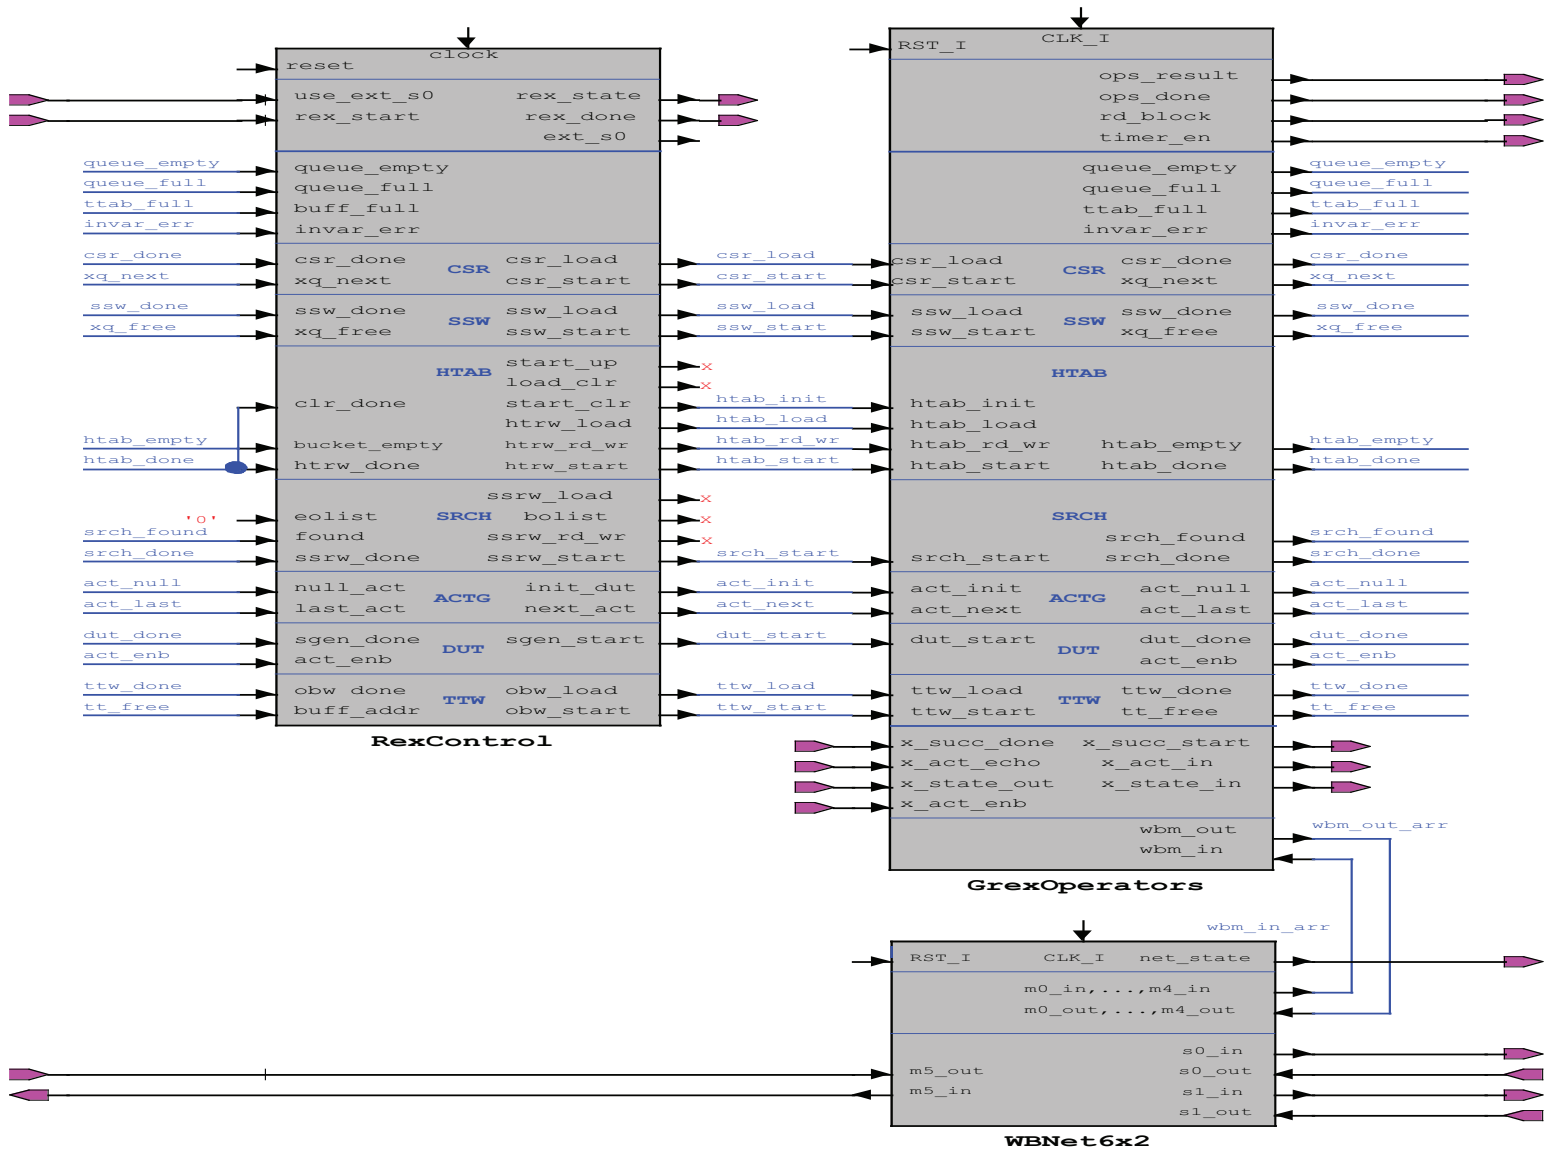 clock
reset
use_ext_s0 rex_state
rex_start rex_done
ext_s0
queue_empty queue_empty
queue_full queue_full
ttab_full buff_full
invar_err invar_err
csr_done csr_done CSR csr_load csr_load
xq_next xq_next csr_start csr_start
ssw_done ssw_done SSW ssw_load ssw_load
xq_free xq_free ssw_start ssw_start
start_up x
HTAB load_clr x
clr_done start_clr htab_init
htrw_load htab_load
htab_empty bucket_empty htrw_rd_wr htab_rd_wr
htab_done htrw_done htrw_start htab_start
ssrw_load x
'0' eolist SRCH bolist x
srch_found found ssrw_rd_wr x
srch_done ssrw_done ssrw_start srch_start
act_null null_act ACTG init_dut act_init
act_last last_act next_act act_next
dut_done sgen_done DUT sgen_start dut_start
act_enb act_enb
ttw_done obw done TTW obw_load ttw_load
tt_free buff_addr obw_start ttw_start
RexControl
RST_I CLK_I
ops_result
ops_done
rd_block
timer_en
queue_empty queue_empty
queue_full queue_full
ttab_full ttab_full
invar_err invar_err
csr_load CSR csr_done csr_done
csr_start xq_next xq_next
ssw_load SSW ssw_done ssw_done
ssw_start xq_free xq_free
HTAB
htab_init
htab_load
htab_rd_wr htab_empty htab_empty
htab_start htab_done htab_done
SRCH
srch_found srch_found
srch_start srch_done srch_done
act_init ACTG act_null act_null
act_next act_last act_last
dut_start DUT dut_done dut_done
act_enb act_enb
ttw_load TTW ttw_done ttw_done
ttw_start tt_free tt_free
x_succ_done x_succ_start
x_act_echo x_act_in
x_state_out x_state_in
x_act_enb
wbm_out wbm_out_arr
wbm_in
GrexOperators
wbm_in_arr
RST_I CLK_I net_state
m0_in,...,m4_in
m0_out,...,m4_out
s0_in
m5_out s0_out
m5_in s1_in
s1_out
WBNet6x2